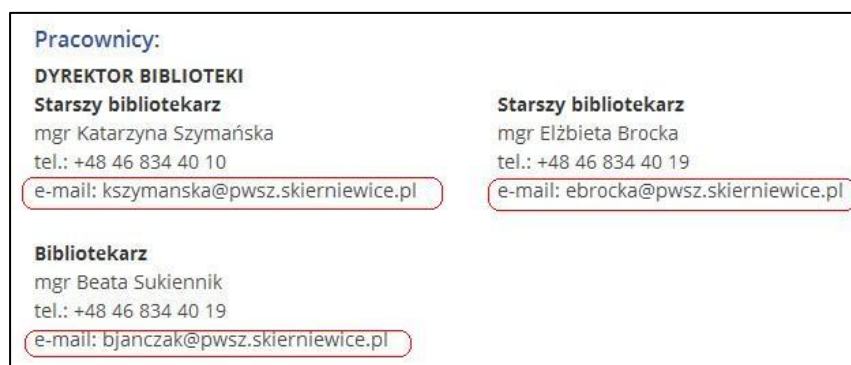 Pracownicy:
DYREKTOR BIBLIOTEKI
Starszy bibliotekarz
mgr Katarzyna Szymańska
tel.: +48 46 834 40 10
e-mail: kszymanska@pwsz.skierniewice.pl
Starszy bibliotekarz
mgr Elżbieta Brocka
tel.: +48 46 834 40 19
e-mail: ebrocka@pwsz.skierniewice.pl
Bibliotekarz
mgr Beata Sukiennik
tel.: +48 46 834 40 19
e-mail: bjanczak@pwsz.skierniewice.pl